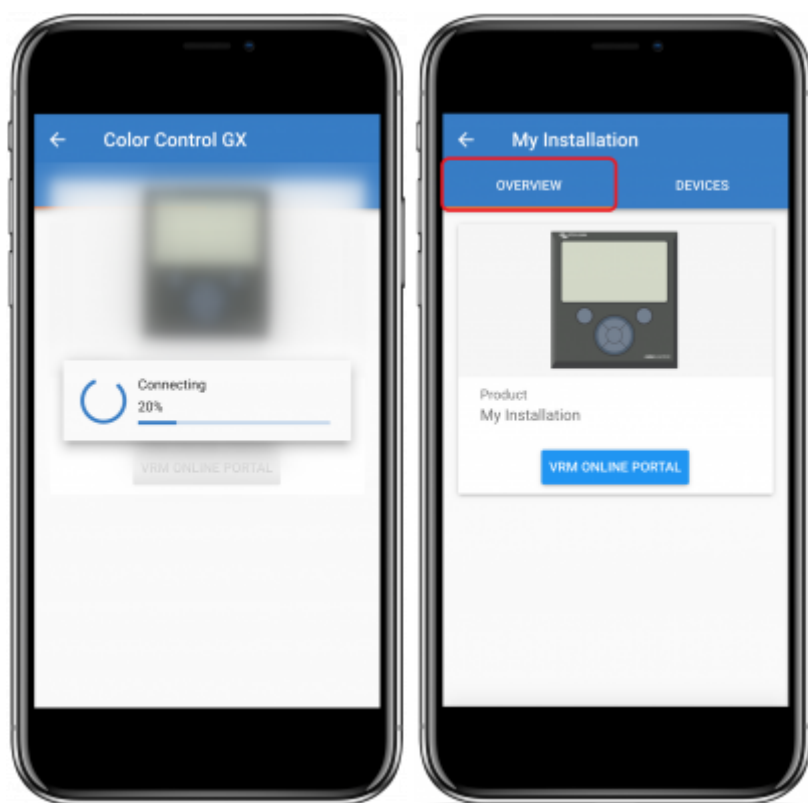 Color Control GX
Connecting
20%
VRM ONLINE PORTAL
My Installation
OVERVIEW
DEVICES
Product
My Installation
VRM ONLINE PORTAL